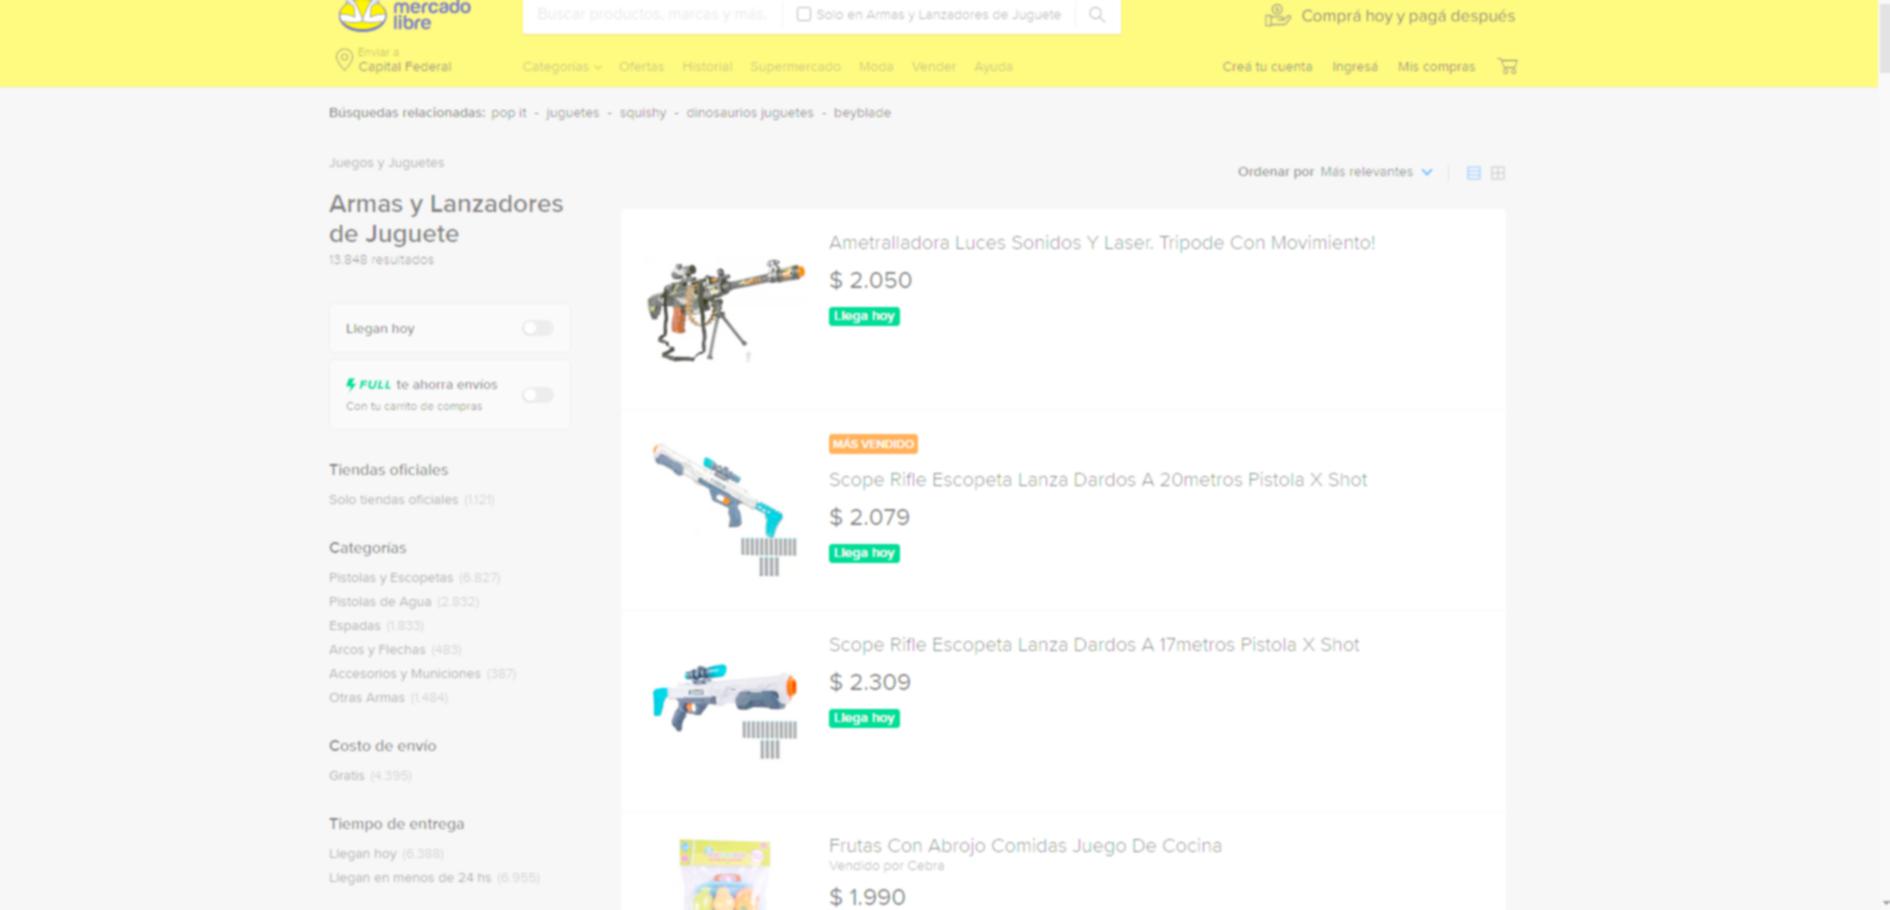 mercado
libre
Buscar productos, marcas y más.
Solo en Armas y Lanzadores de Juguete
Comprá hoy y pagá después
Enviar a
Capital Federal
Categorías Ofertas Historial Supermercado Moda Vender Ayuda
Creá tu cuenta Ingresá Mis compras
Búsquedas relacionadas: pop it - juguetes - squishy - dinosaurios juguetes - beyblade
Juegos y Juguetes
Armas y Lanzadores
de Juguete
13.848 resultados
Ordenar por Más relevantes
Llegan hoy
FULL te ahorra envíos
Con tu carrito de compras
Tiendas oficiales
Solo tiendas oficiales (1.121)
Categorías
Pistolas y Escopetas (6.827)
Pistolas de Agua (2.832)
Espadas (1.833)
Arcos y Flechas (483)
Accesorios y Municiones (387)
Otras Armas (1.484)
Costo de envío
Gratis (4.395)
Tiempo de entrega
Llegan hoy (6.388)
Llegan en menos de 24 hs (6.955)
Ametralladora Luces Sonidos Y Laser. Tripode Con Movimiento!
$ 2.050
Llega hoy
MÁS VENDIDO
Scope Rifle Escopeta Lanza Dardos A 20metros Pistola X Shot
$ 2.079
Llega hoy
Scope Rifle Escopeta Lanza Dardos A 17metros Pistola X Shot
$ 2.309
Llega hoy
Frutas Con Abrojo Comidas Juego De Cocina
Vendido por Cebra
$ 1.990